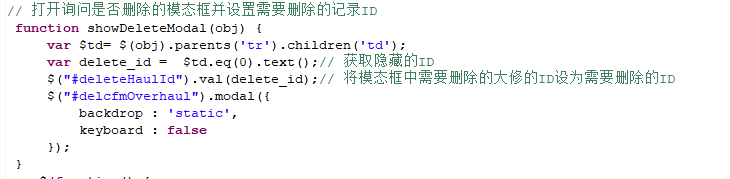 // 打开询问是否删除的模态框并设置需要删除的记录ID
function showDeleteModal(obj) {
var $td= $(obj).parents('tr').children('td');
var delete_id =  $td.eq(0).text();// 获取隐藏的ID
$("#deleteHaulId").val(delete_id);// 将模态框中需要删除的大修的ID设为需要删除的ID
$("#delcfmOverhaul").modal({
backdrop : 'static',
keyboard : false
});
}